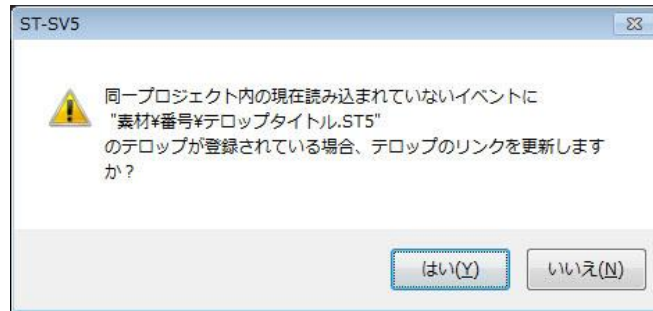 ST-SV5
同一プロジェクト内の現在読み込まれていないイベントに
"素材¥番号¥テロップタイトル.ST5"
のテロップが登録されている場合、テロップのリンクを更新します
か？
はい(Y)
いいえ(N)